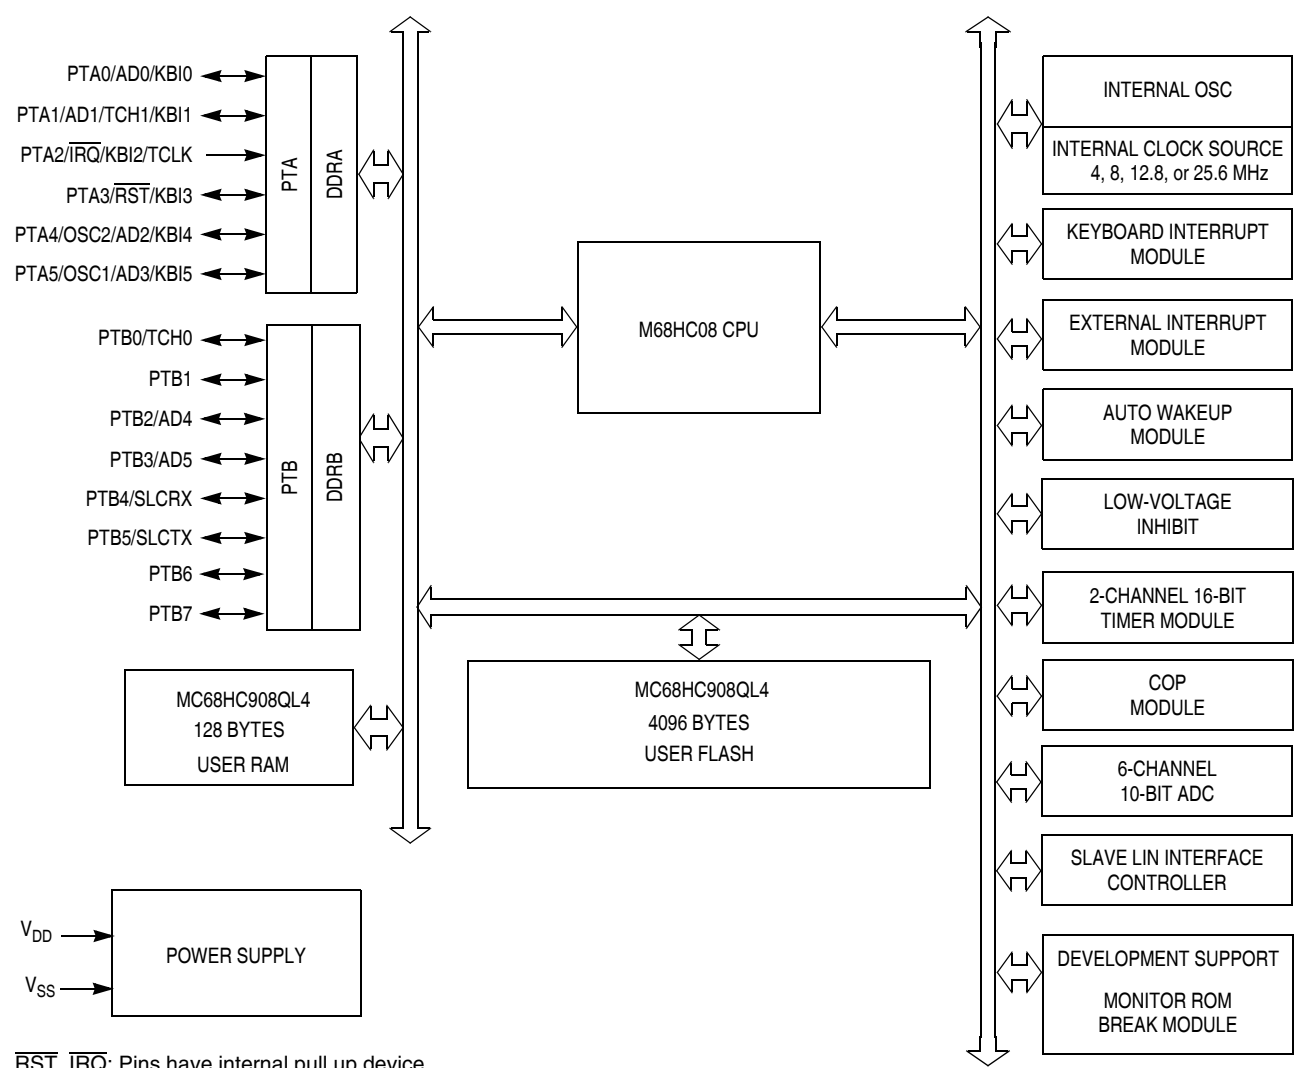 PTA0/AD0/KBI0
PTA1/AD1/TCH1/KBI1
PTA2/IRQ/KBI2/TCLK
PTA3/RST/KBI3
PTA4/OSC2/AD2/KBI4
PTA5/OSC1/AD3/KBI5
PTA
DDRA
PTB0/TCH0
PTB1
PTB2/AD4
PTB3/AD5
PTB4/SLCRX
PTB5/SLCTX
PTB6
PTB7
PTB
DDRB
MC68HC908QL4
128 BYTES
USER RAM
M68HC08 CPU
MC68HC908QL4
4096 BYTES
USER FLASH
VDD
VSS
POWER SUPPLY
INTERNAL OSC
INTERNAL CLOCK SOURCE
4, 8, 12.8, or 25.6 MHz
KEYBOARD INTERRUPT
MODULE
EXTERNAL INTERRUPT
MODULE
AUTO WAKEUP
MODULE
LOW-VOLTAGE
INHIBIT
2-CHANNEL 16-BIT
TIMER MODULE
COP
MODULE
6-CHANNEL
10-BIT ADC
SLAVE LIN INTERFACE
CONTROLLER
DEVELOPMENT SUPPORT
MONITOR ROM
BREAK MODULE
RST, IRQ: Pins have internal pull up device